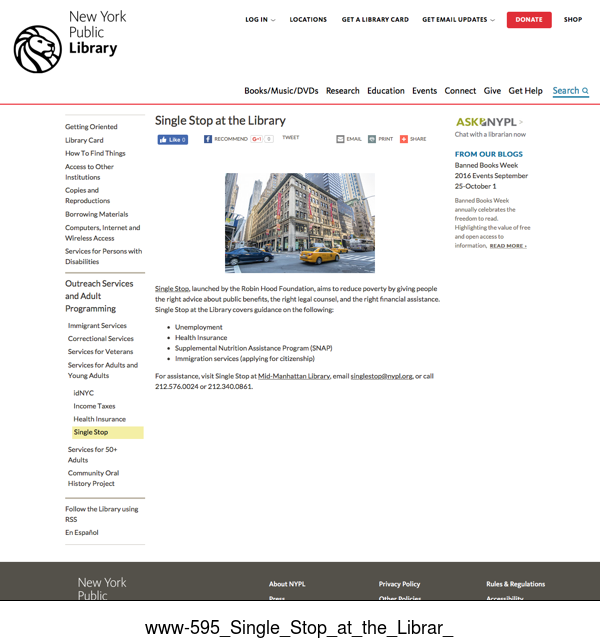 New York
Public
Library
LOG IN
LOCATIONS
GET A LIBRARY CARD
GET EMAIL UPDATES
DONATE
SHOP
Books/Music/DVDs
Research
Education
Events
Connect
Give
Get Help
Search
Getting Oriented
Library Card
How To Find Things
Access to Other
Institutions
Copies and
Reproductions
Borrowing Materials
Computers, Internet and
Wireless Access
Services for Persons with
Disabilities
Outreach Services
and Adult
Programming
Immigrant Services
Correctional Services
Services for Veterans
Services for Adults and
Young Adults
idNYC
Income Taxes
Health Insurance
Single Stop
Services for 50+
Adults
Community Oral
History Project
Follow the Library using
RSS
En Español
Single Stop at the Library
Like 0
RECOMMEND
G+1 0
TWEET
EMAIL
PRINT
SHARE
Single Stop, launched by the Robin Hood Foundation, aims to reduce poverty by giving people
the right advice about public benefits, the right legal counsel, and the right financial assistance.
Single Stop at the Library covers guidance on the following:
• Unemployment
• Health Insurance
• Supplemental Nutrition Assistance Program (SNAP)
• Immigration services (applying for citizenship)
For assistance, visit Single Stop at Mid-Manhattan Library, email singlestop@nypl.org, or call
212.576.0024 or 212.340.0861.
ASK NYPL >
Chat with a librarian now
FROM OUR BLOGS
Banned Books Week
2016 Events September
25-October 1
Banned Books Week
annually celebrates the
freedom to read.
Highlighting the value of free
and open access to
information. READ MORE ›
New York
Public
About NYPL
Privacy Policy
Rules & Regulations
Press
Other Policies
Accessibility
www-595_Single_Stop_at_the_Librar_